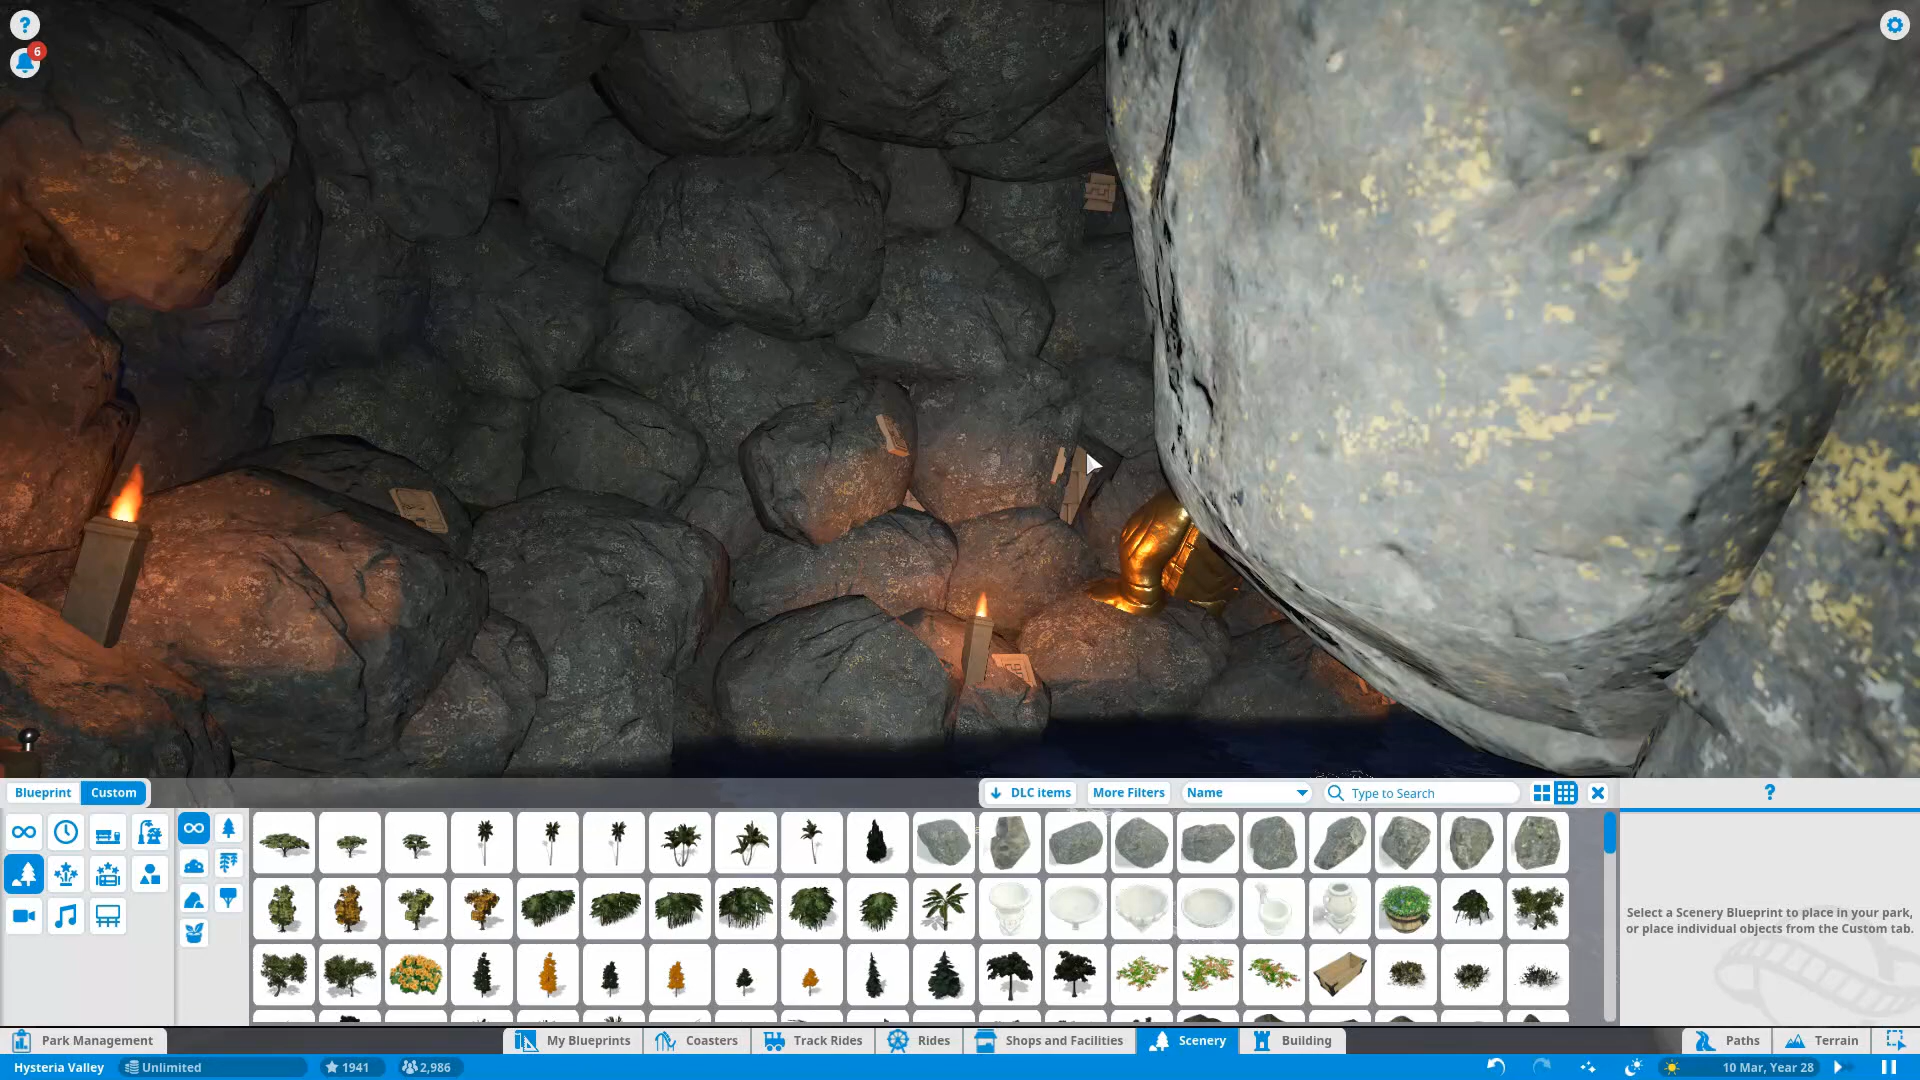 ?
6
Blueprint
Custom
DLC items
More Filters
Name
Type to Search
?
Select a Scenery Blueprint to place in your park,
or place individual objects from the Custom tab.
Park Management
My Blueprints
Coasters
Track Rides
Rides
Shops and Facilities
Scenery
Building
Paths
Terrain
Hysteria Valley
Unlimited
1941
2,986
10 Mar, Year 28